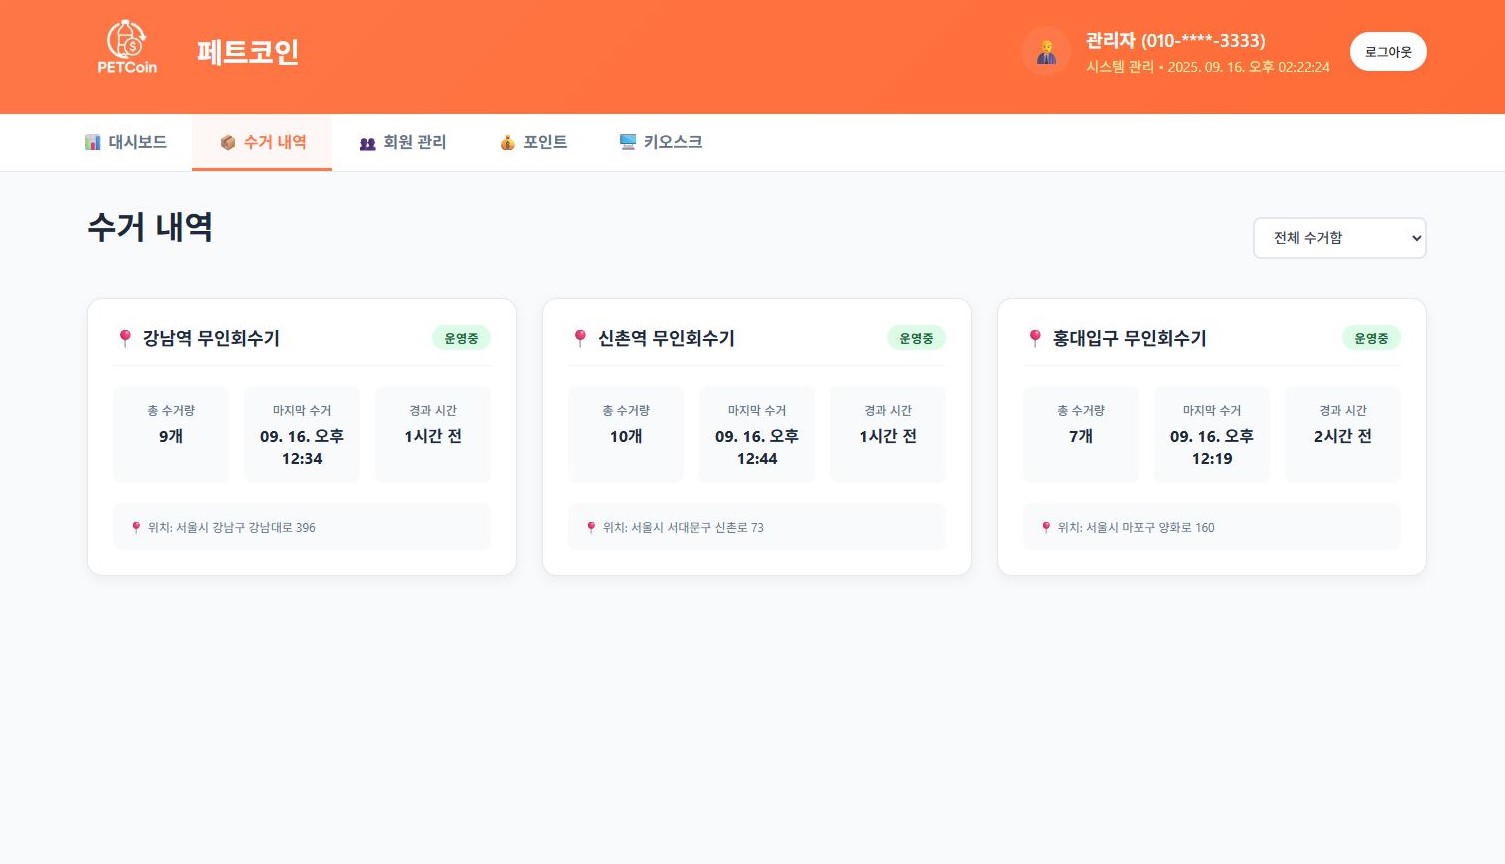 PETCoin
페트코인
관리자 (010-****-3333)
시스템 관리 • 2025. 09. 16. 오후 02:22:24
로그아웃
대시보드
수거 내역
회원 관리
포인트
키오스크
수거 내역
전체 수거함
강남역 무인회수기
운영중
총 수거량
9개
마지막 수거
09. 16. 오후
12:34
경과 시간
1시간 전
위치: 서울시 강남구 강남대로 396
신촌역 무인회수기
운영중
총 수거량
10개
마지막 수거
09. 16. 오후
12:44
경과 시간
1시간 전
위치: 서울시 서대문구 신촌로 73
홍대입구 무인회수기
운영중
총 수거량
7개
마지막 수거
09. 16. 오후
12:19
경과 시간
2시간 전
위치: 서울시 마포구 양화로 160